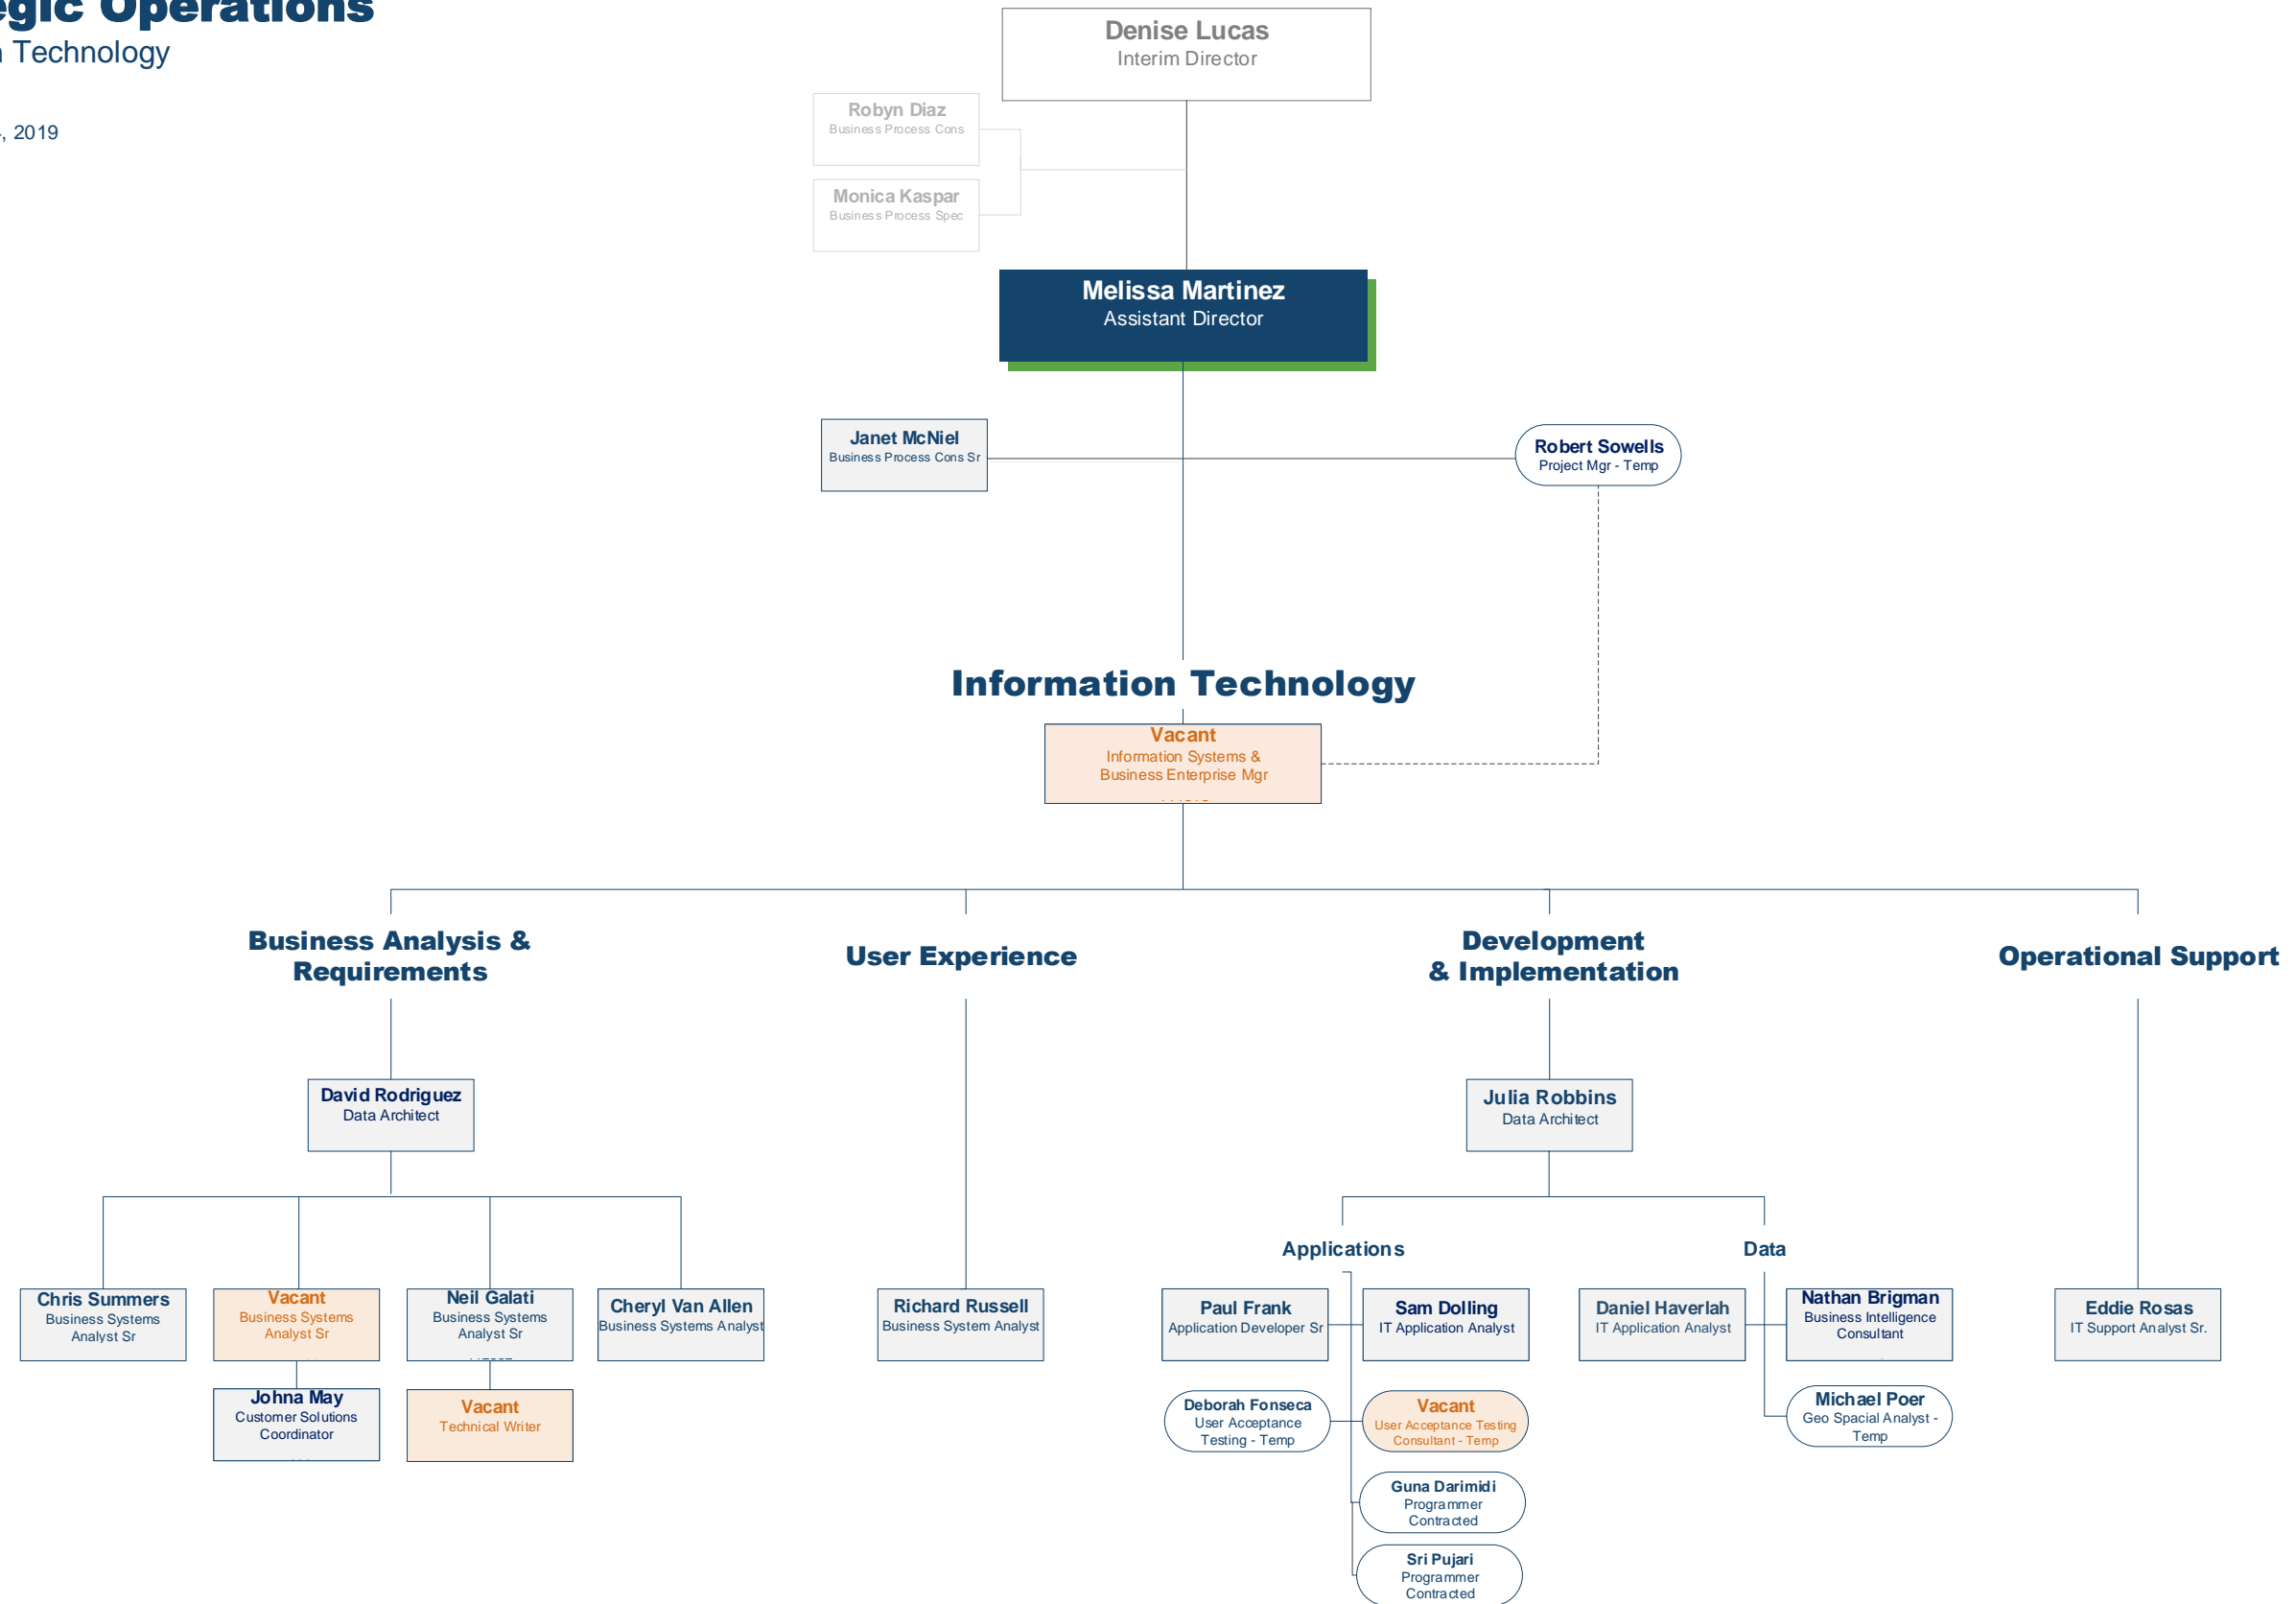 Operations
Technology
, 2019
Denise Lucas
Interim Director
Robyn Diaz
Business Process Cons
Monica Kaspar
Business Process Spec
Melissa Martinez
Assistant Director
Janet McNiel
Business Process Cons Sr
Robert Sowells
Project Mgr - Temp
Information Technology
Vacant
Information Systems &
Business Enterprise Mgr
Business Analysis &
Requirements
User Experience
Development
& Implementation
Operational Support
David Rodriguez
Data Architect
Julia Robbins
Data Architect
Applications
Data
Chris Summers
Business Systems
Analyst Sr
Vacant
Business Systems
Analyst Sr
Neil Galati
Business Systems
Analyst Sr
Cheryl Van Allen
Business Systems Analyst
Richard Russell
Business System Analyst
Paul Frank
Application Developer Sr
Sam Dolling
IT Application Analyst
Daniel Haverlah
IT Application Analyst
Nathan Brigman
Business Intelligence
Consultant
Eddie Rosas
IT Support Analyst Sr.
Johna May
Customer Solutions
Coordinator
Vacant
Technical Writer
Deborah Fonseca
User Acceptance
Testing - Temp
Vacant
User Acceptance Testing
Consultant - Temp
Michael Poer
Geo Spacial Analyst -
Temp
Guna Darimidi
Programmer
Contracted
Sri Pujari
Programmer
Contracted